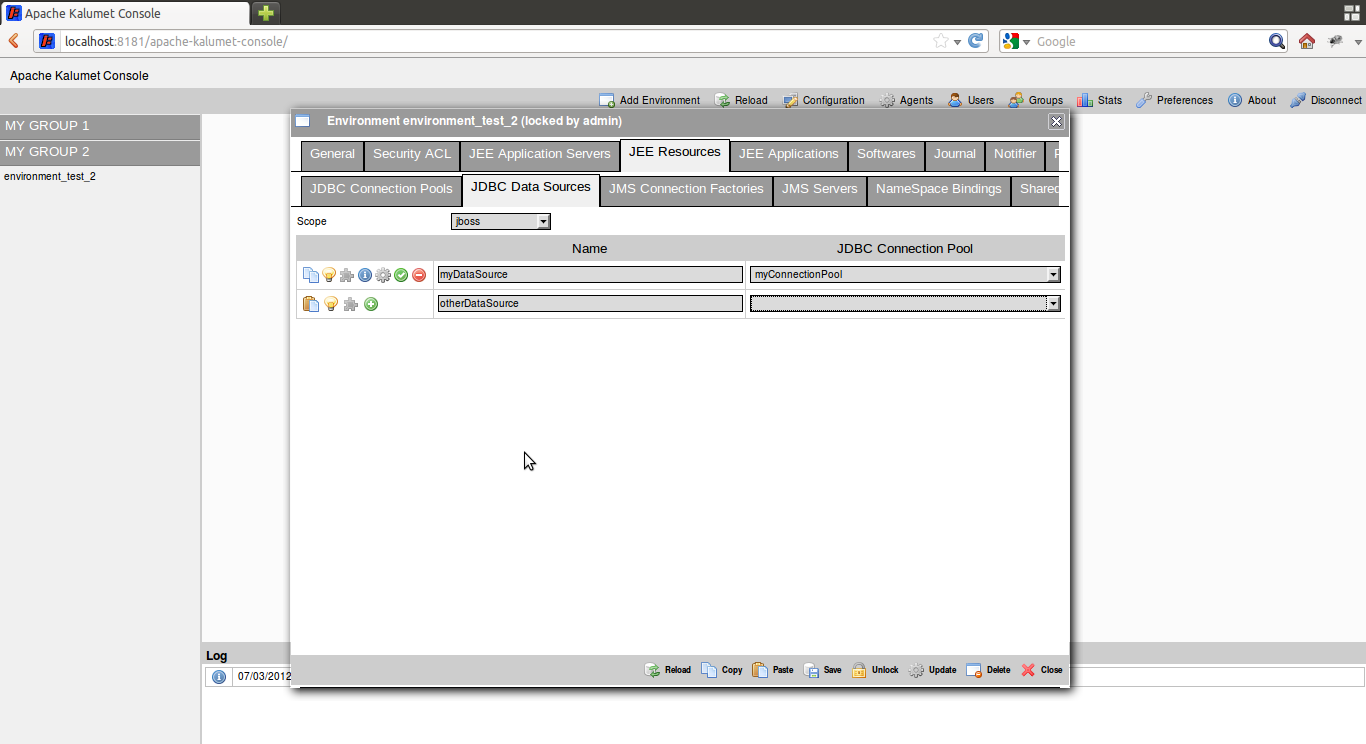 Apache Kalumet Console
localhost:8181/apache-kalumet-console/
Google
Apache Kalumet Console
Add Environment Reload Configuration Agents Users Groups Stats Preferences About Disconnect
MY GROUP 1
MY GROUP 2
environment_test_2
Environment environment_test_2 (locked by admin)
General Security ACL JEE Application Servers JEE Resources JEE Applications Softwares Journal Notifier
JDBC Connection Pools JDBC Data Sources JMS Connection Factories JMS Servers NameSpace Bindings Shared
Scope jboss
Name JDBC Connection Pool
myDataSource myConnectionPool
otherDataSource
Reload Copy Paste Save Unlock Update Delete Close
Log
07/03/2012